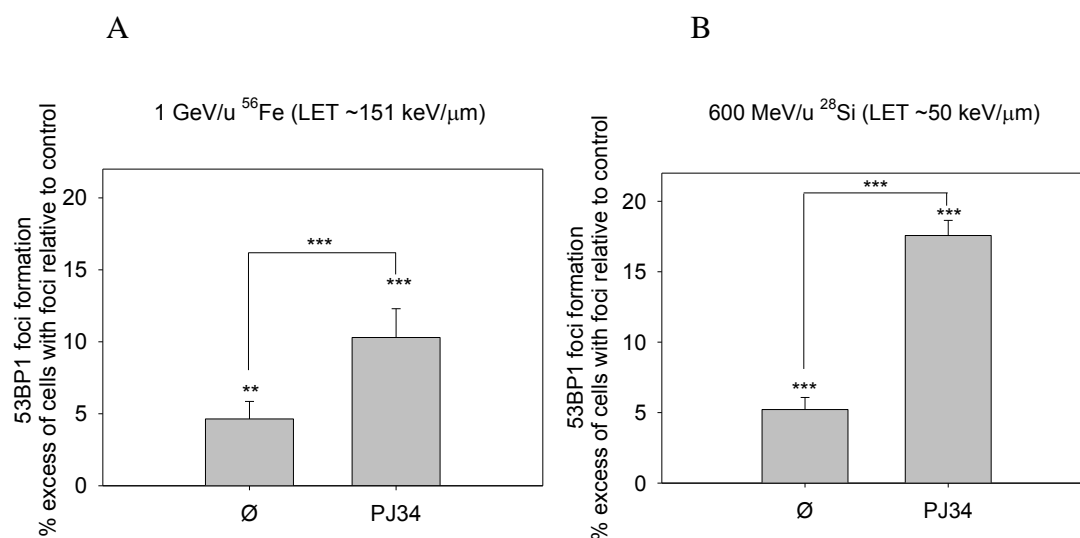 A
1 GeV/u ⁵⁶Fe (LET ~151 keV/μm)
53BP1 foci formation
% excess of cells with foci relative to control
20
15
10
5
0
***
***
**
Ø PJ34
B
600 MeV/u ²⁸Si (LET ~50 keV/μm)
53BP1 foci formation
% excess of cells with foci relative to control
20
15
10
5
0
***
***
***
Ø PJ34